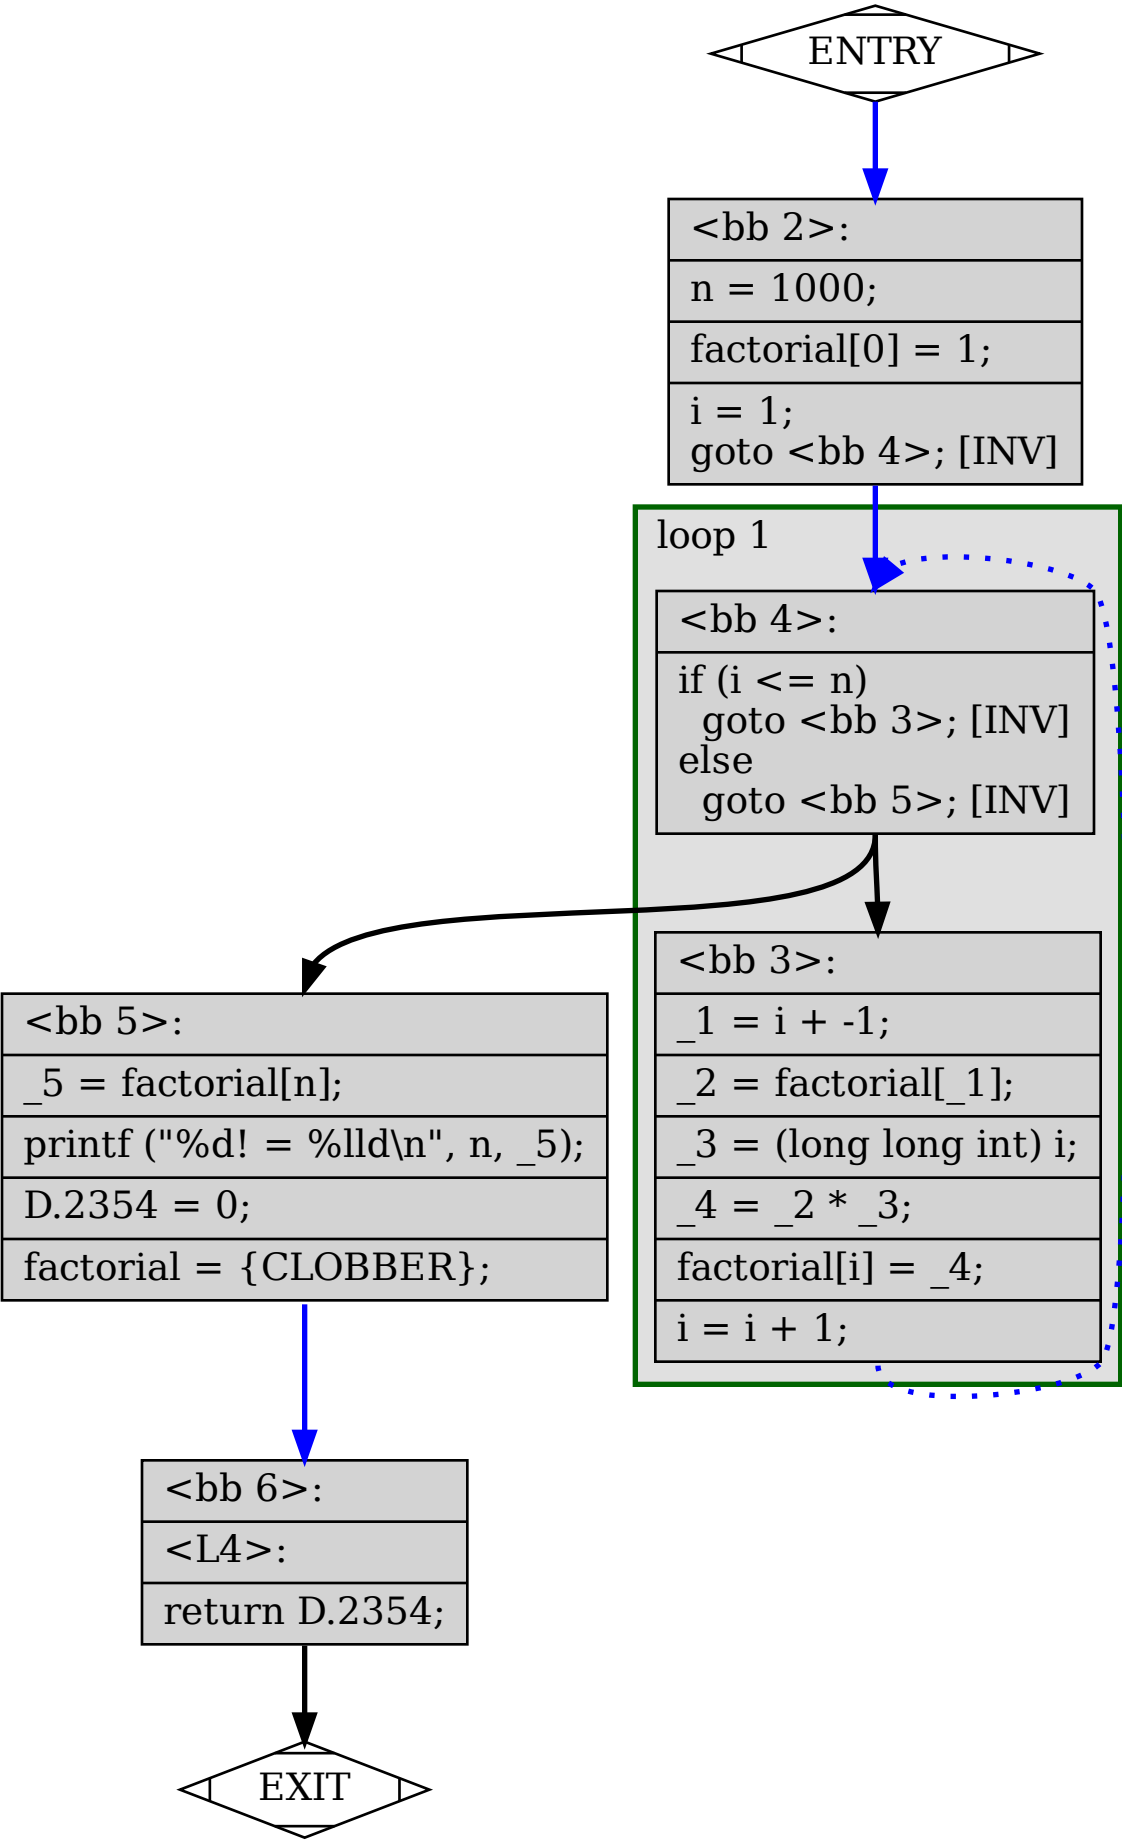 ENTRY
<bb 2>:
n = 1000;
factorial[0] = 1;
i = 1;
goto <bb 4>; [INV]
loop 1
<bb 4>:
if (i <= n)
  goto <bb 3>; [INV]
else
  goto <bb 5>; [INV]
<bb 3>:
_1 = i + -1;
_2 = factorial[_1];
_3 = (long long int) i;
_4 = _2 * _3;
factorial[i] = _4;
i = i + 1;
<bb 5>:
_5 = factorial[n];
printf ("%d! = %lld\n", n, _5);
D.2354 = 0;
factorial = {CLOBBER};
<bb 6>:
<L4>:
return D.2354;
EXIT